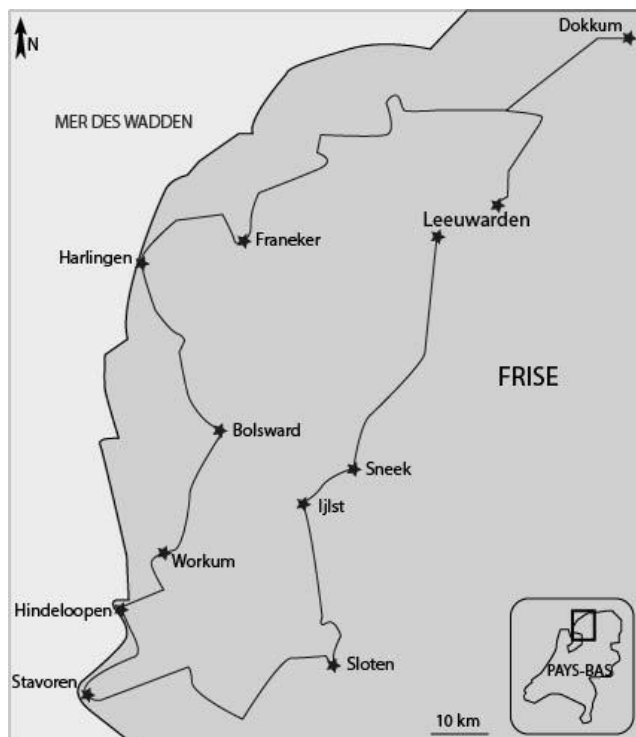 N
Dokkum
MER DES WADDEN
Leeuwarden
Franeker
Harlingen
FRISE
Bolsward
Sneek
Ijlst
Workum
Hindeloopen
Sloten
Stavoren
PAYS-BAS
10 km